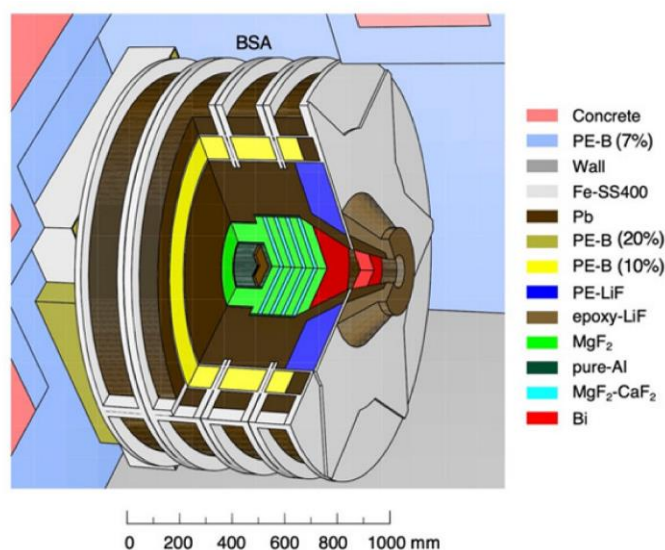 BSA
Concrete
PE-B (7%)
Wall
Fe-SS400
Pb
PE-B (20%)
PE-B (10%)
PE-LiF
epoxy-LiF
MgF₂
pure-Al
MgF₂-CaF₂
Bi
0 200 400 600 800 1000 mm